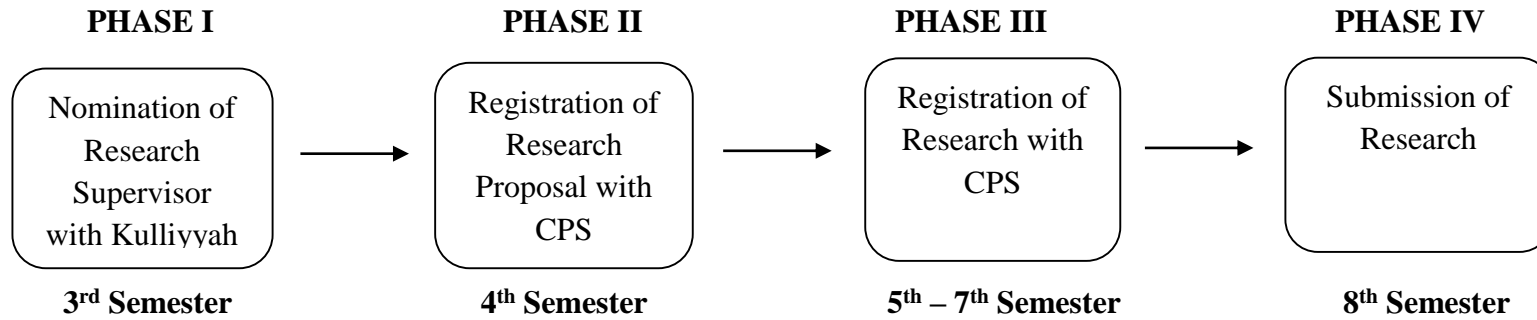 PHASE I
Nomination of
Research
Supervisor
with Kulliyyah
3rd Semester
PHASE II
Registration of
Research
Proposal with
CPS
4th Semester
PHASE III
Registration of
Research with
CPS
5th – 7th Semester
PHASE IV
Submission of
Research
8th Semester